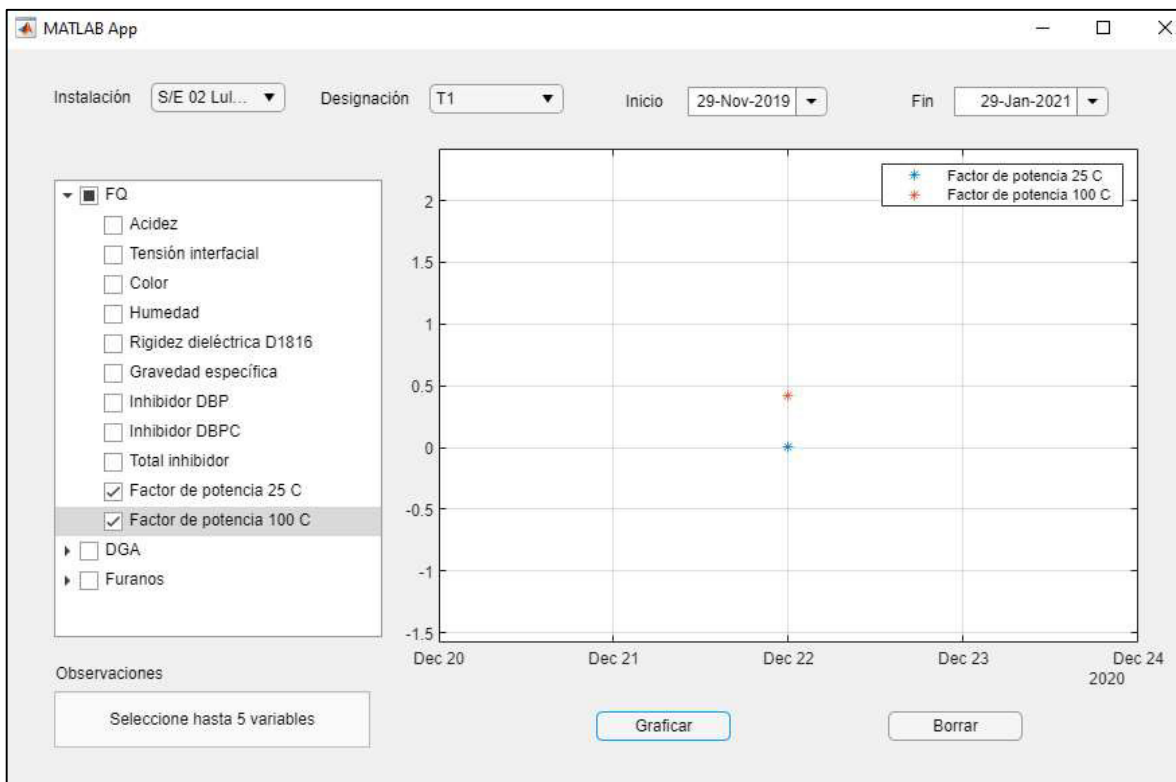 MATLAB App
Instalación S/E 02 Lul... Designación T1 Inicio 29-Nov-2019 Fin 29-Jan-2021
FQ
Acidez
Tensión interfacial
Color
Humedad
Rigidez dieléctrica D1816
Gravedad específica
Inhibidor DBP
Inhibidor DBPC
Total inhibidor
Factor de potencia 25 C
Factor de potencia 100 C
DGA
Furanos
Factor de potencia 25 C
Factor de potencia 100 C
2
1.5
1
0.5
0
-0.5
-1
-1.5
Dec 20 Dec 21 Dec 22 Dec 23 Dec 24
2020
Observaciones
Seleccione hasta 5 variables
Graficar Borrar